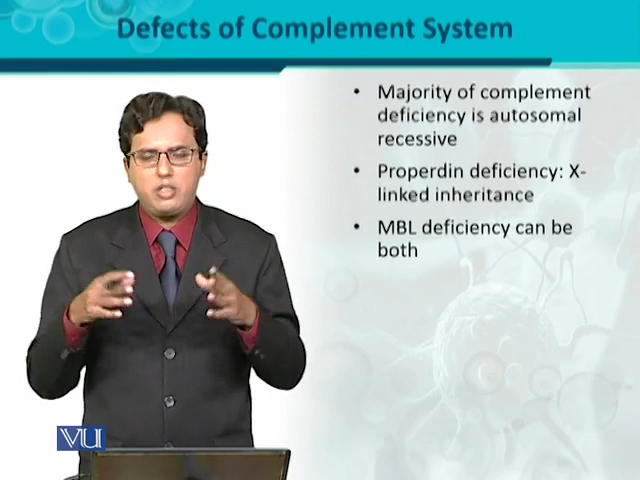 Defects of Complement System
• Majority of complement
deficiency is autosomal
recessive
• Properdin deficiency: X-
linked inheritance
• MBL deficiency can be
both
VU